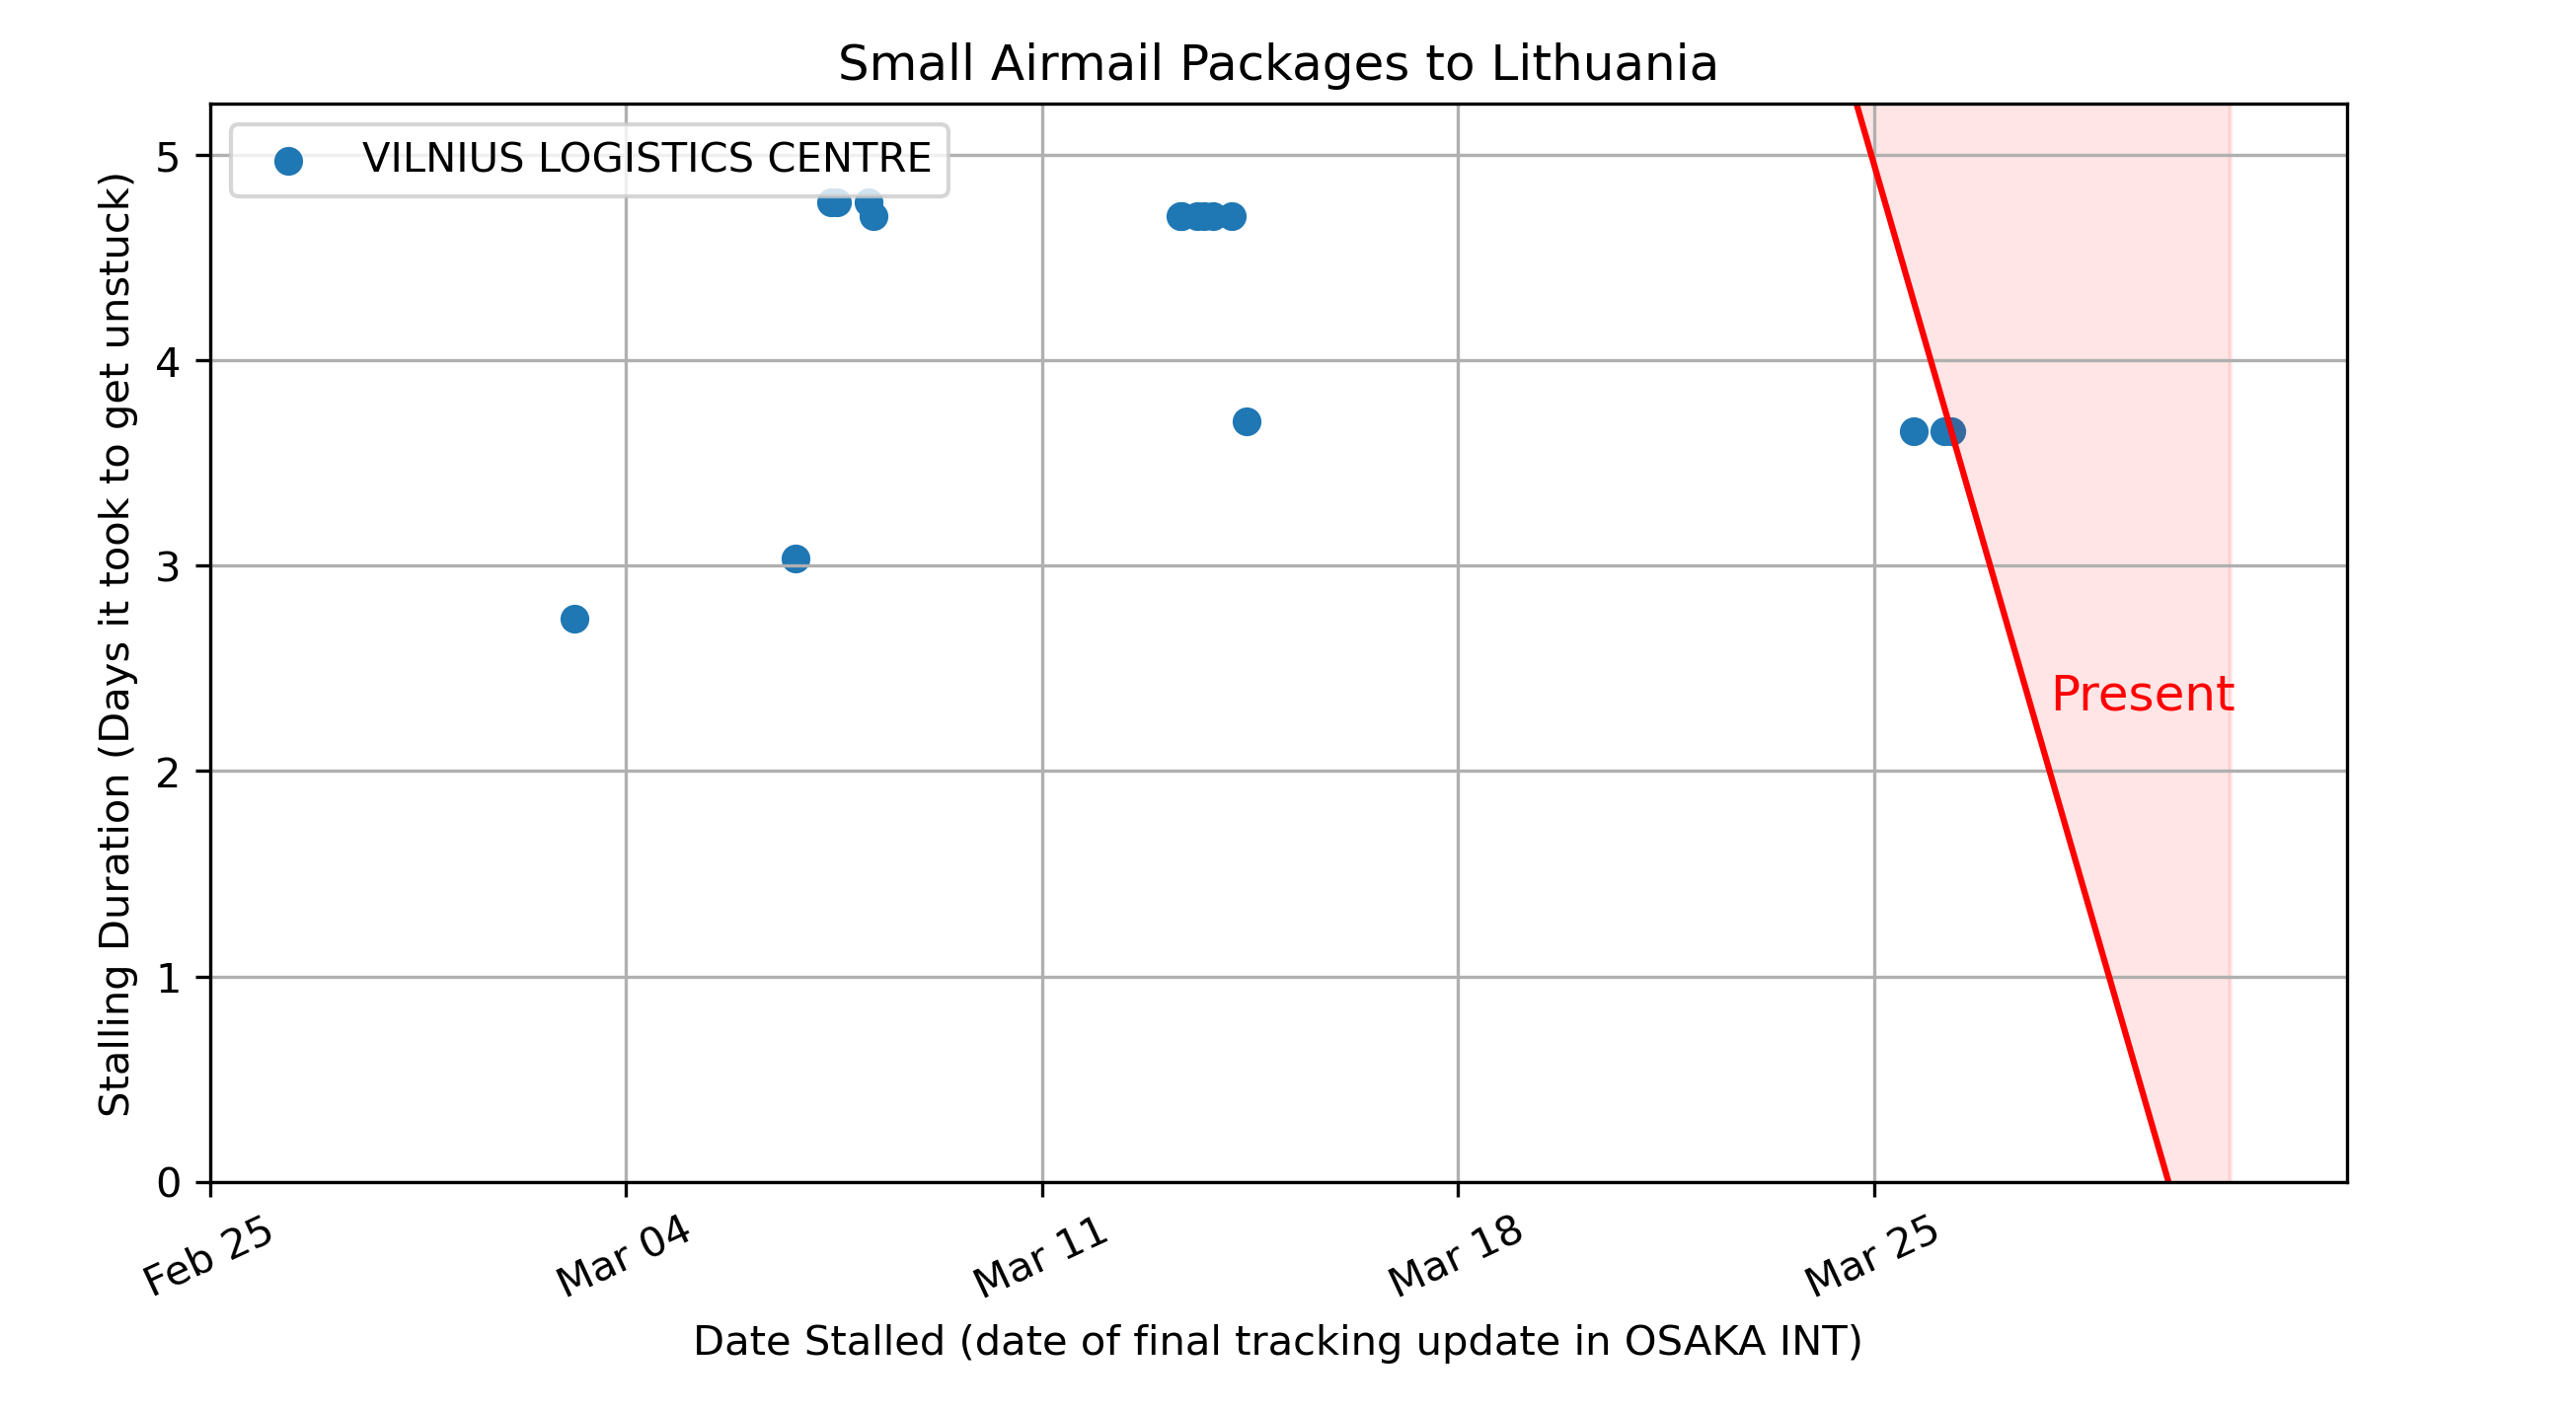 Small Airmail Packages to Lithuania
VILNIUS LOGISTICS CENTRE
Stalling Duration (Days it took to get unstuck)
5
4
3
2
1
0
Present
Feb 25
Mar 04
Mar 11
Mar 18
Mar 25
Date Stalled (date of final tracking update in OSAKA INT)